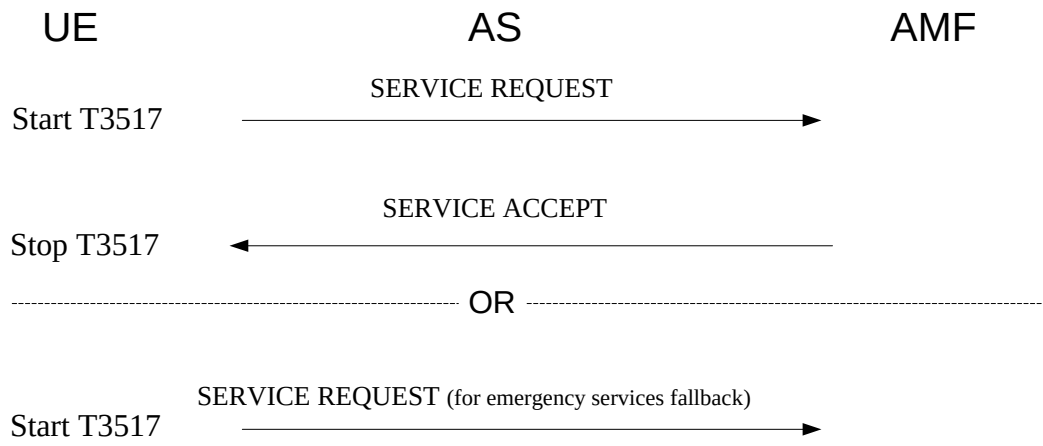 UE AS AMF
SERVICE REQUEST
Start T3517
SERVICE ACCEPT
Stop T3517
OR
SERVICE REQUEST (for emergency services fallback)
Start T3517